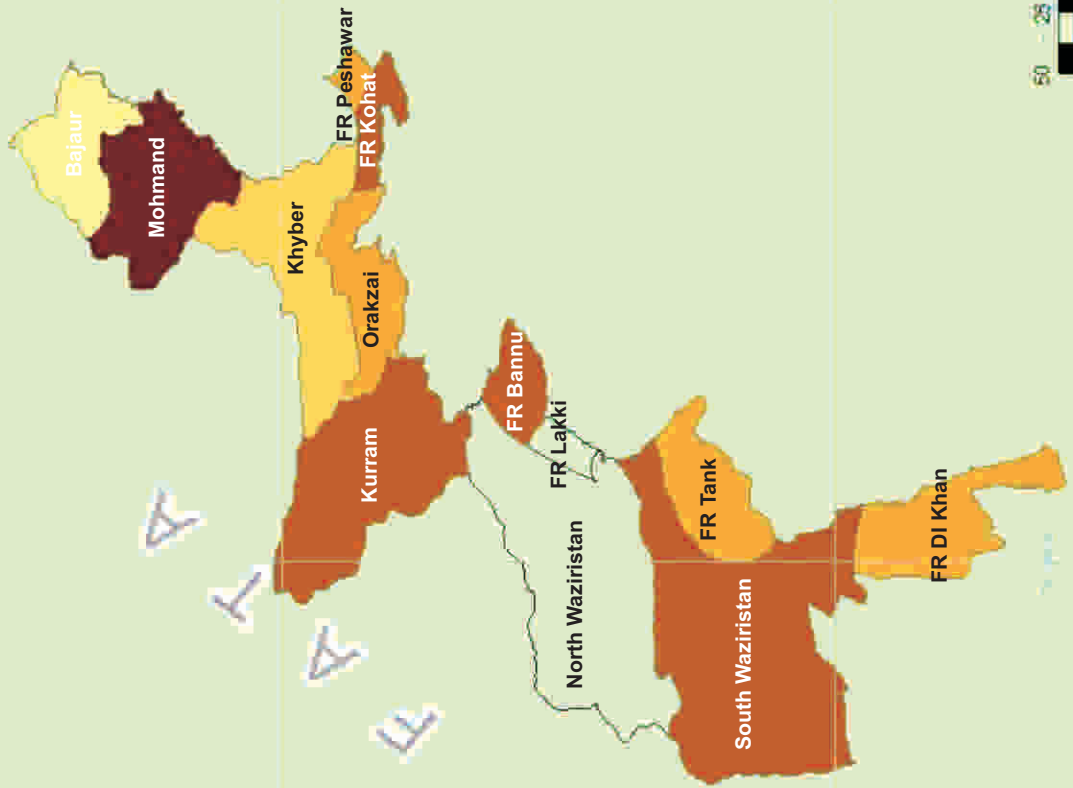 Bajaur
Mohmand
Khyber
FR Peshawar
FR Kohat
Orakzai
Kurram
FR Bannu
FR Lakki
North Waziristan
FR Tank
South Waziristan
FR DI Khan
F A T A
50 25